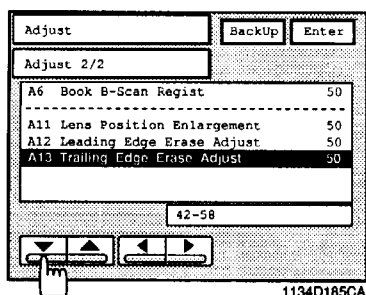 Adjust BackUp Enter
Adjust 2/2
A6 Book B-Scan Regist 50
A11 Lens Position Enlargement 50
A12 Leading Edge Erase Adjust 50
A13 Trailing Edge Erase Adjust 50
42-58
1134D185CA